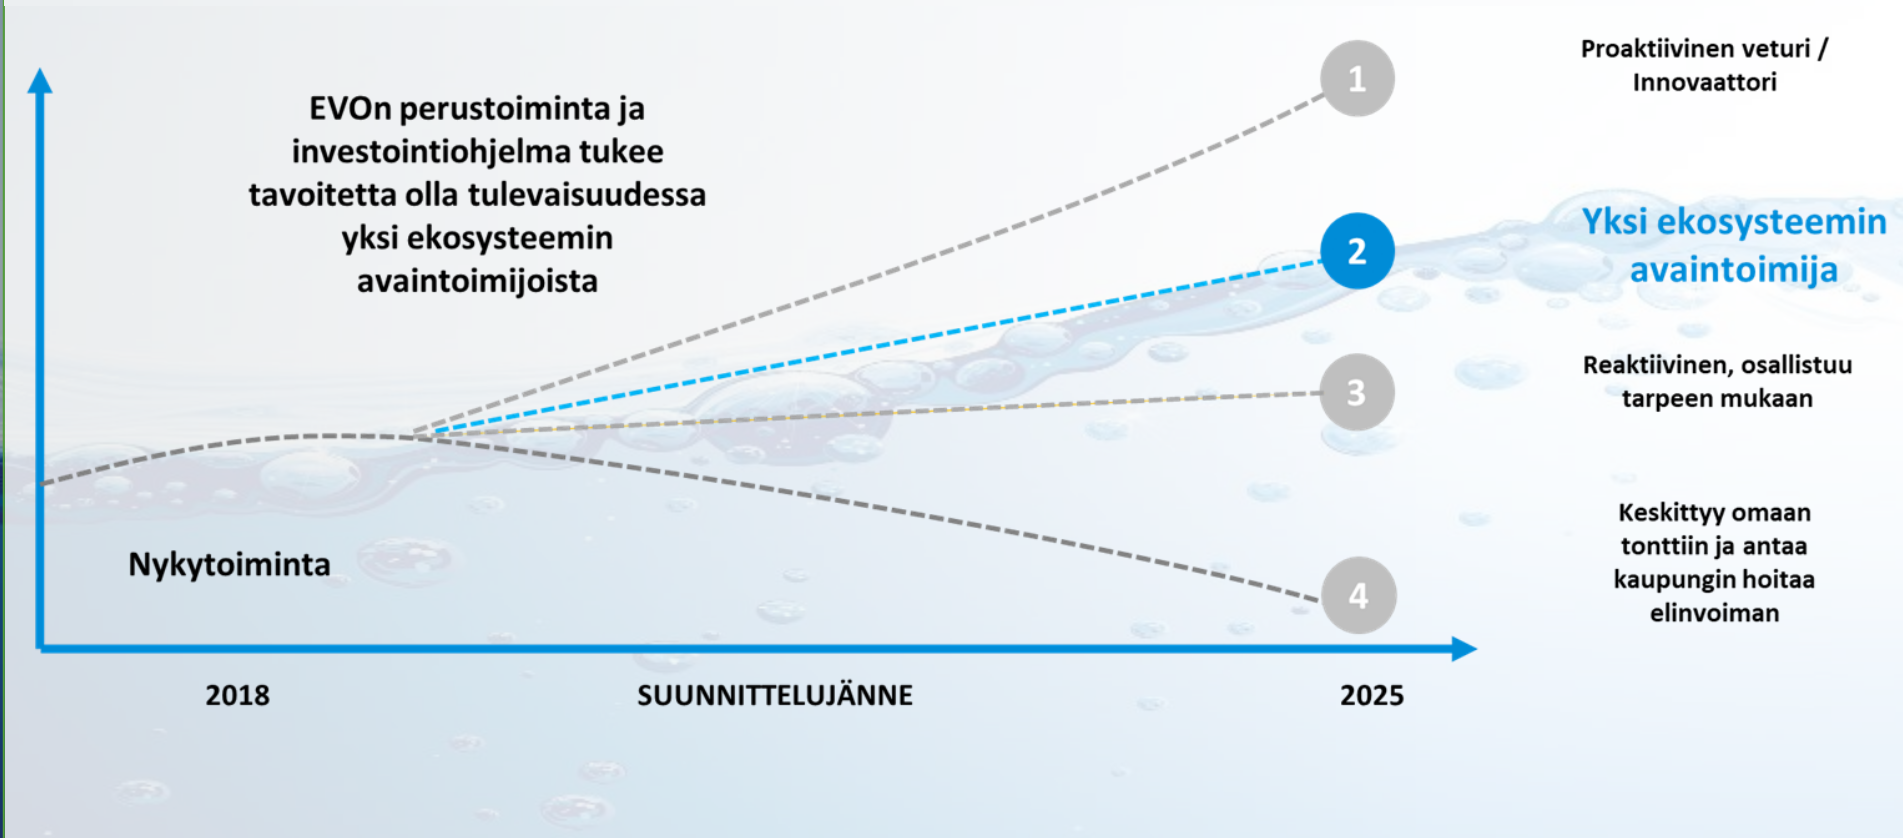 EVOn perustoiminta ja
investointiohjelma tukee
tavoitetta olla tulevaisuudessa
yksi ekosysteemin
avaintoimijoista
Nykytoiminta
1
Proaktiivinen veturi /
Innovaattori
2
Yksi ekosysteemin
avaintoimija
3
Reaktiivinen, osallistuu
tarpeen mukaan
4
Keskittyy omaan
tonttiin ja antaa
kaupungin hoitaa
elinvoiman
2018
SUUNNITTELUJÄNNE
2025